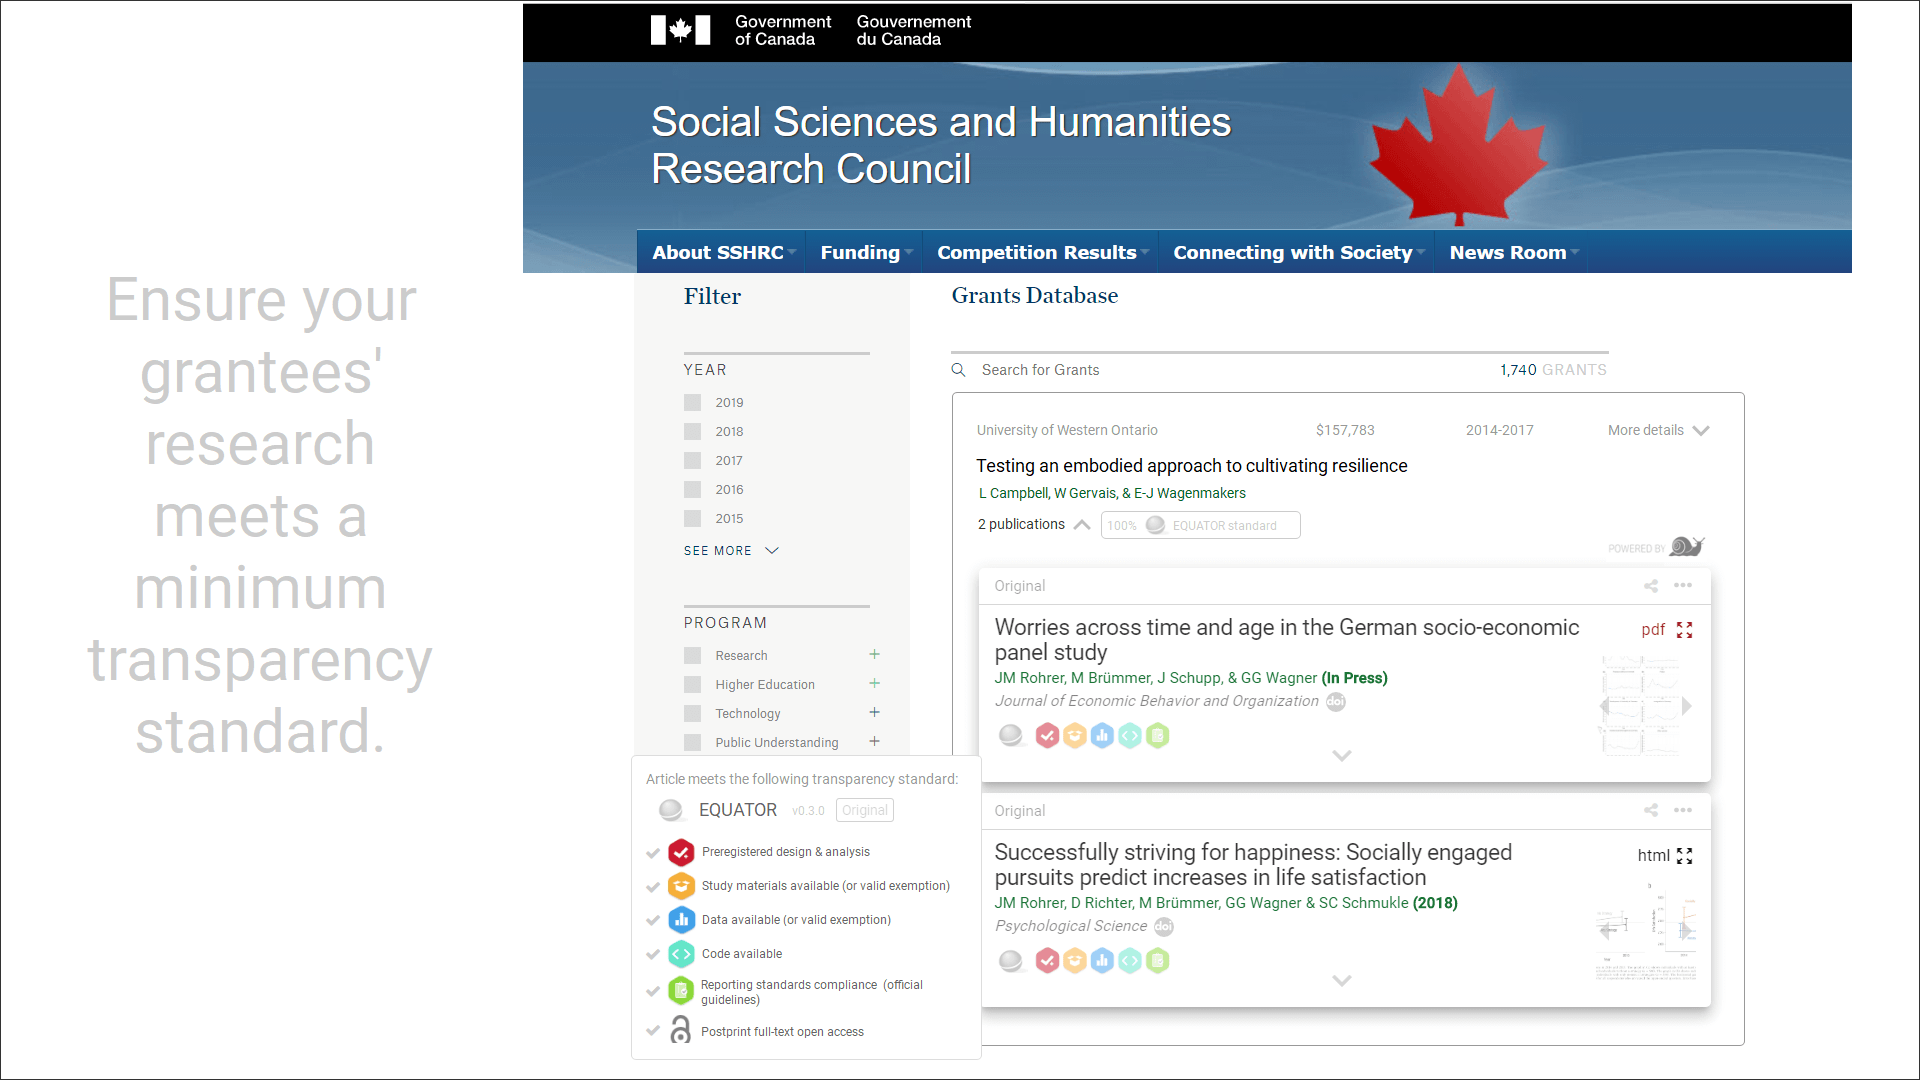 Ensure your
grantees'
research
meets a
minimum
transparency
standard.
Government
of Canada
Gouvernement
du Canada
Social Sciences and Humanities
Research Council
About SSHRC
Funding
Competition Results
Connecting with Society
News Room
Filter
YEAR
2019
2018
2017
2016
2015
SEE MORE
PROGRAM
Research
Higher Education
Technology
Public Understanding
Grants Database
Search for Grants
1,740 GRANTS
University of Western Ontario
$157,783
2014-2017
More details
Testing an embodied approach to cultivating resilience
L Campbell, W Gervais, & E-J Wagenmakers
2 publications
100%
EQUATOR standard
POWERED BY
Original
Worries across time and age in the German socio-economic
panel study
pdf
JM Rohrer, M Brümmer, J Schupp, & GG Wagner (In Press)
Journal of Economic Behavior and Organization doi
Original
Successfully striving for happiness: Socially engaged
pursuits predict increases in life satisfaction
html
JM Rohrer, D Richter, M Brümmer, GG Wagner & SC Schmukle (2018)
Psychological Science doi
Article meets the following transparency standard:
EQUATOR v0.3.0 Original
Preregistered design & analysis
Study materials available (or valid exemption)
Data available (or valid exemption)
Code available
Reporting standards compliance (official
guidelines)
Postprint full-text open access